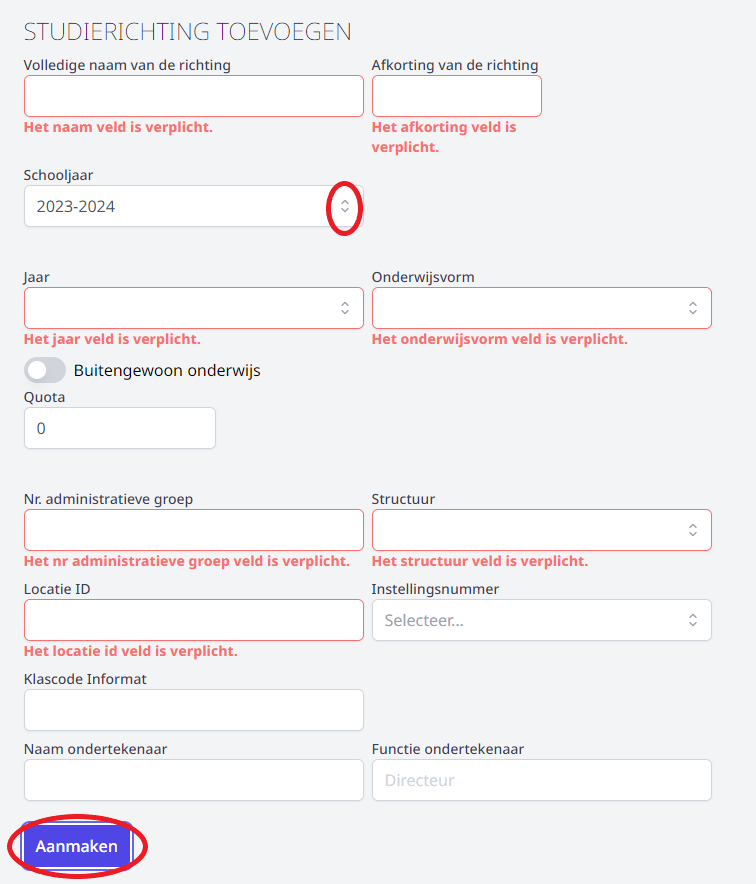 STUDIERICHTING TOEVOEGEN
Volledige naam van de richting
Afkorting van de richting
Het naam veld is verplicht.
Het afkorting veld is
verplicht.
Schooljaar
2023-2024
Jaar
Onderwijsvorm
Het jaar veld is verplicht.
Het onderwijsvorm veld is verplicht.
Buitengewoon onderwijs
Quota
0
Nr. administratieve groep
Structuur
Het nr administratieve groep veld is verplicht.
Het structuur veld is verplicht.
Locatie ID
Instellingsnummer
Selecteer...
Het locatie id veld is verplicht.
Klascode Informat
Naam ondertekenaar
Functie ondertekenaar
Directeur
Aanmaken